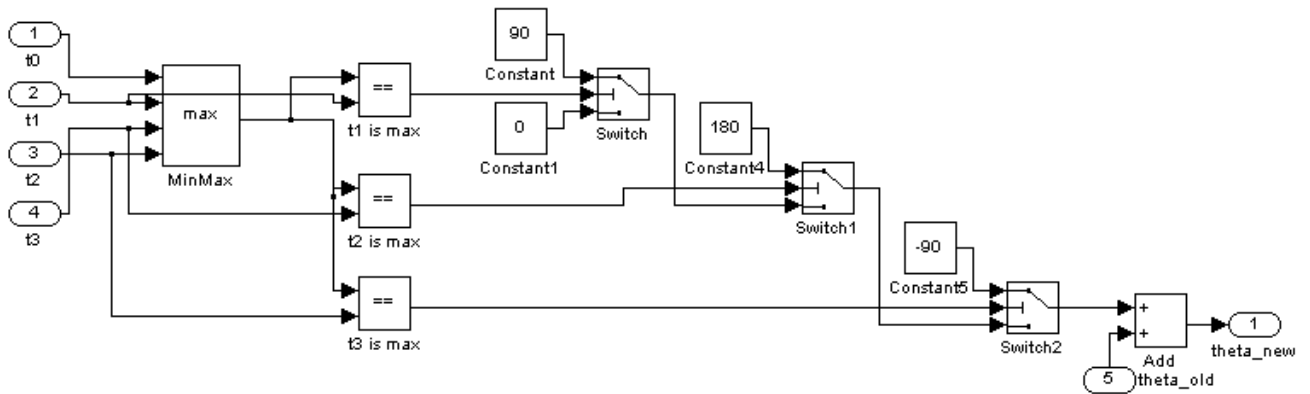 1
t0
2
t1
3
t2
4
t3
max
MinMax
==
t1 is max
==
t2 is max
==
t3 is max
90
Constant
0
Constant1
Switch
180
Constant4
Switch1
-90
Constant5
Switch2
+
+
Add
5
theta_old
1
theta_new